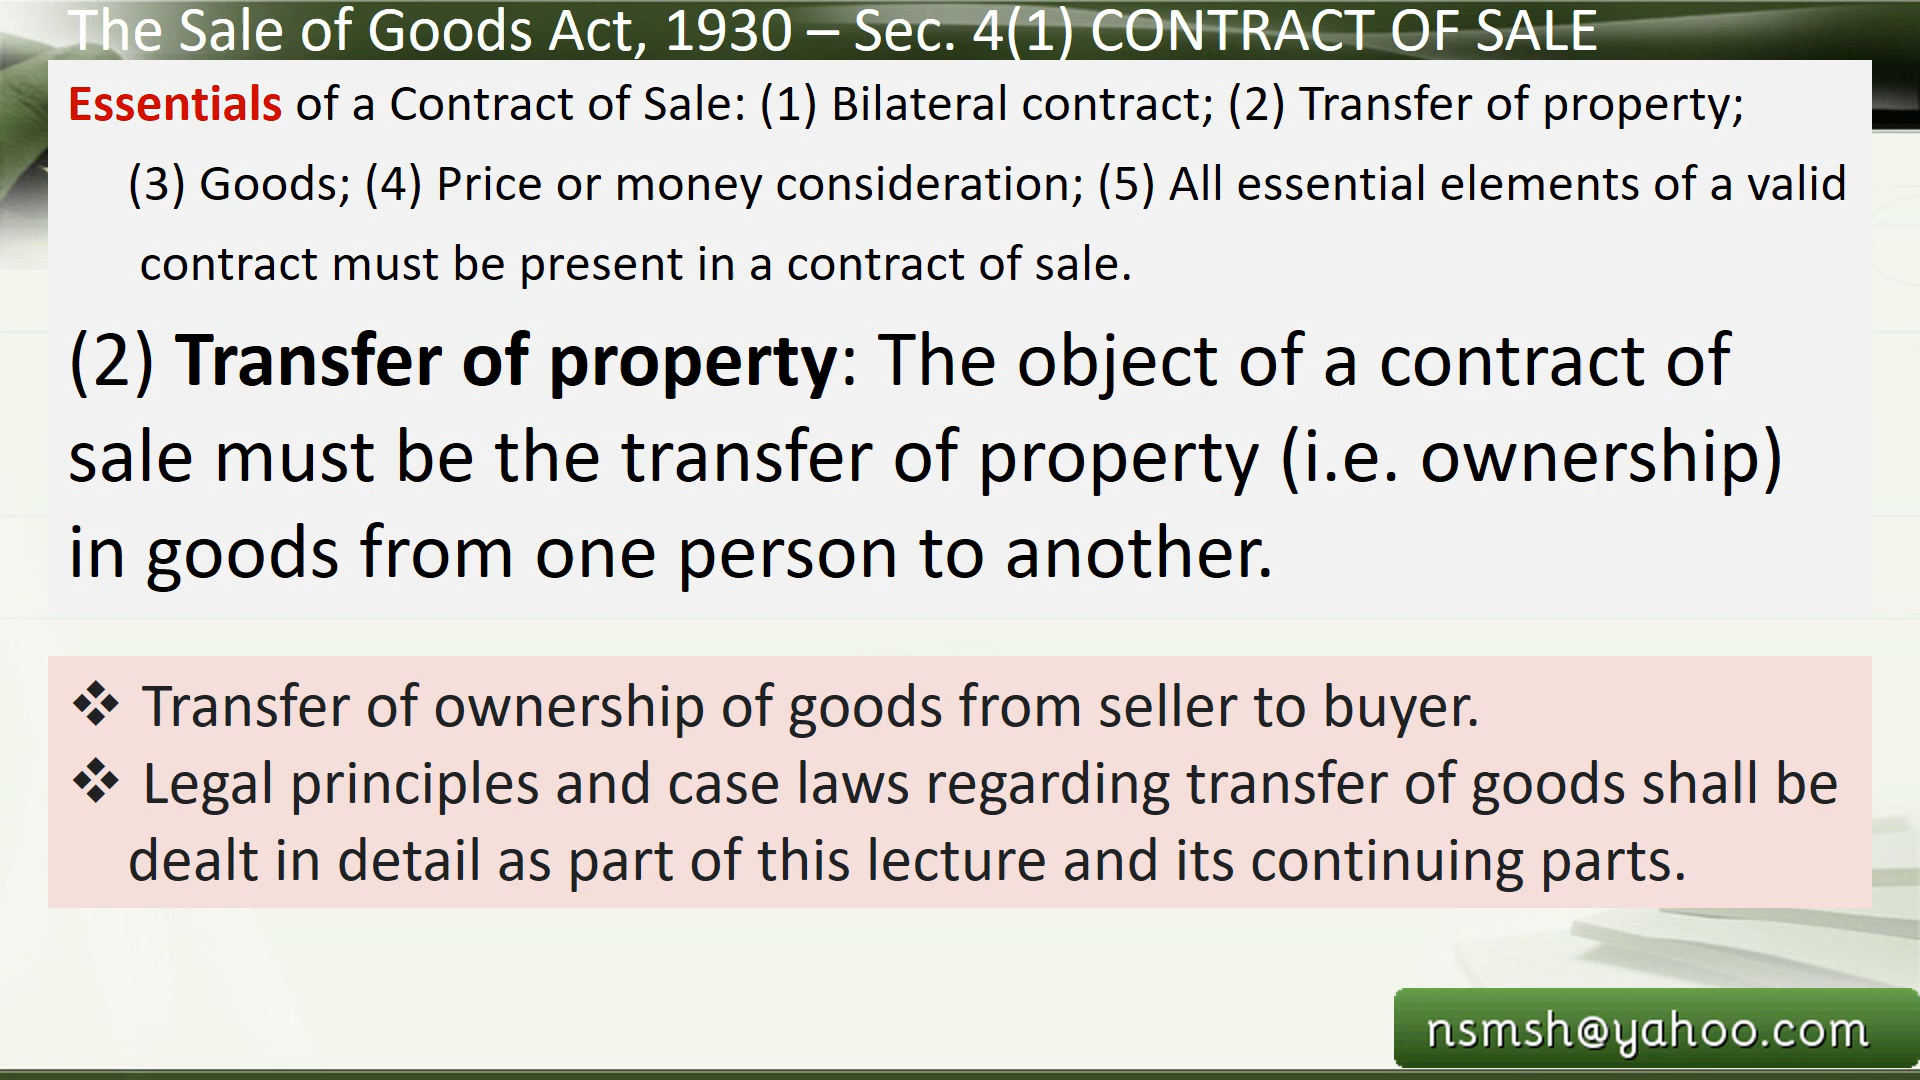 The Sale of Goods Act, 1930 – Sec. 4(1) CONTRACT OF SALE
Essentials of a Contract of Sale: (1) Bilateral contract; (2) Transfer of property;
(3) Goods; (4) Price or money consideration; (5) All essential elements of a valid
contract must be present in a contract of sale.
(2) Transfer of property: The object of a contract of
sale must be the transfer of property (i.e. ownership)
in goods from one person to another.
❖ Transfer of ownership of goods from seller to buyer.
❖ Legal principles and case laws regarding transfer of goods shall be
dealt in detail as part of this lecture and its continuing parts.
nsmsh@yahoo.com